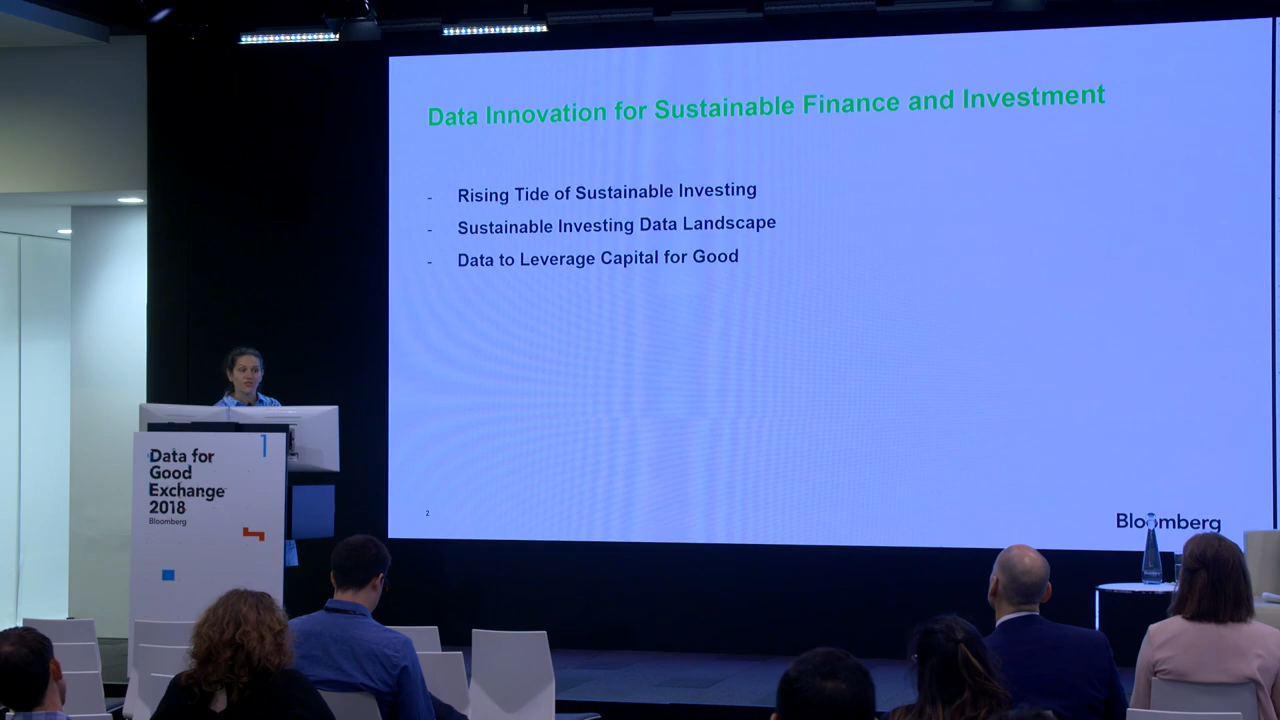 Data Innovation for Sustainable Finance and Investment
- Rising Tide of Sustainable Investing
- Sustainable Investing Data Landscape
- Data to Leverage Capital for Good
2
Bloomberg
Data for
Good
Exchange
2018
Bloomberg